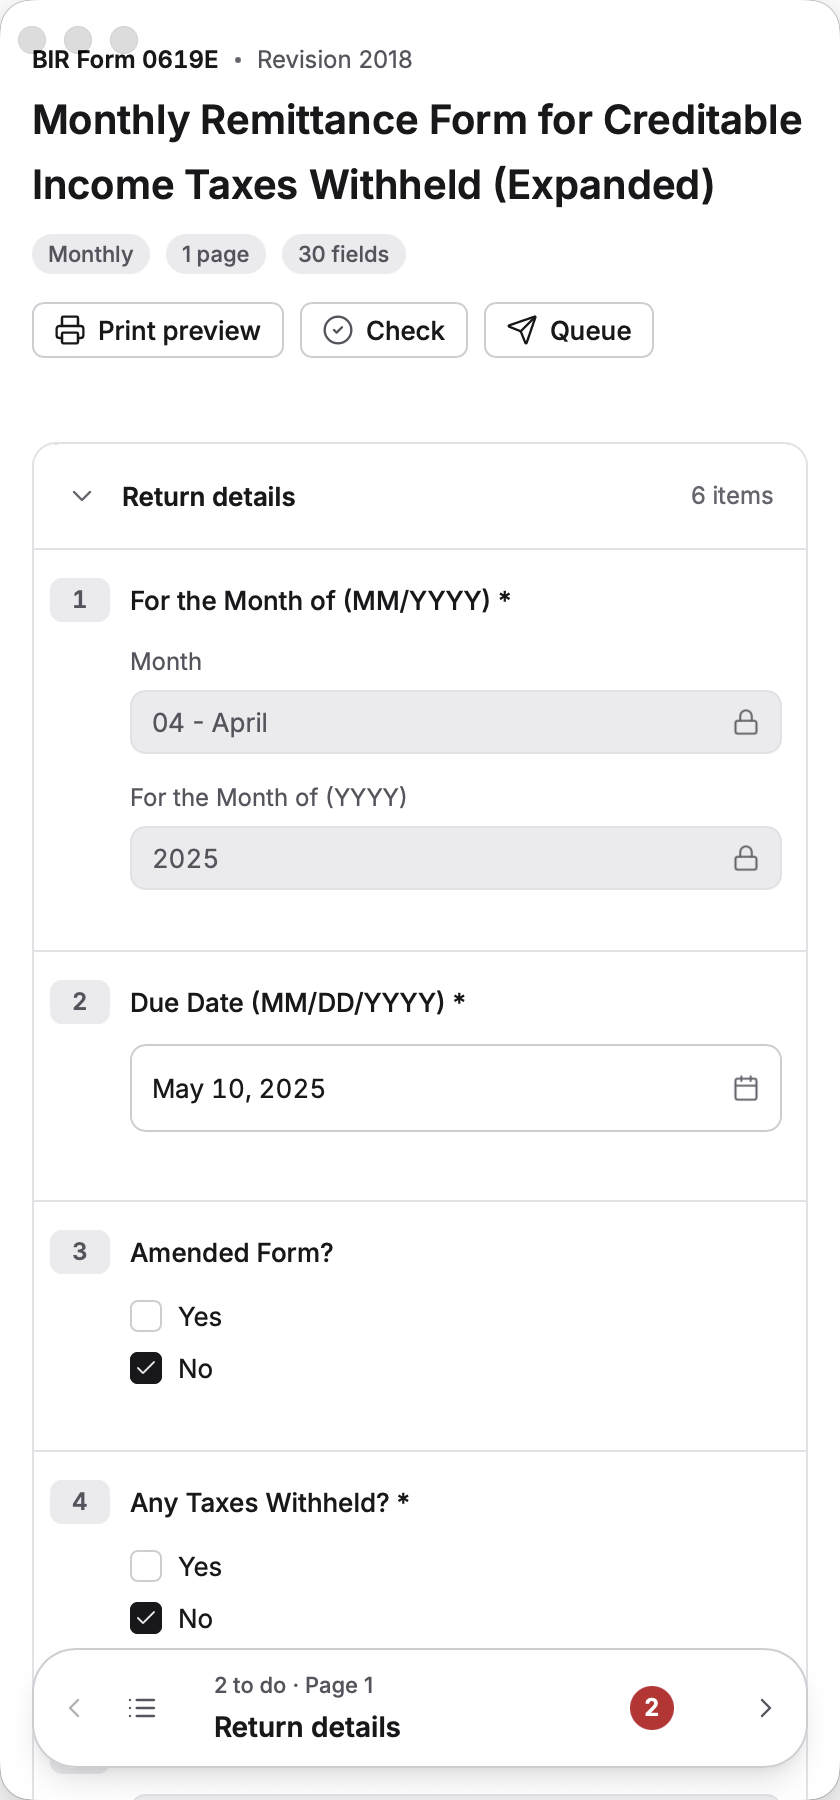 BIR Form 0619E • Revision 2018
Monthly Remittance Form for Creditable
Income Taxes Withheld (Expanded)
Monthly 1 page 30 fields
Print preview Check Queue
Return details 6 items
1 For the Month of (MM/YYYY) *
Month
04 - April
For the Month of (YYYY)
2025
2 Due Date (MM/DD/YYYY) *
May 10, 2025
3 Amended Form?
Yes
No
4 Any Taxes Withheld? *
Yes
No
2 to do · Page 1
Return details 2